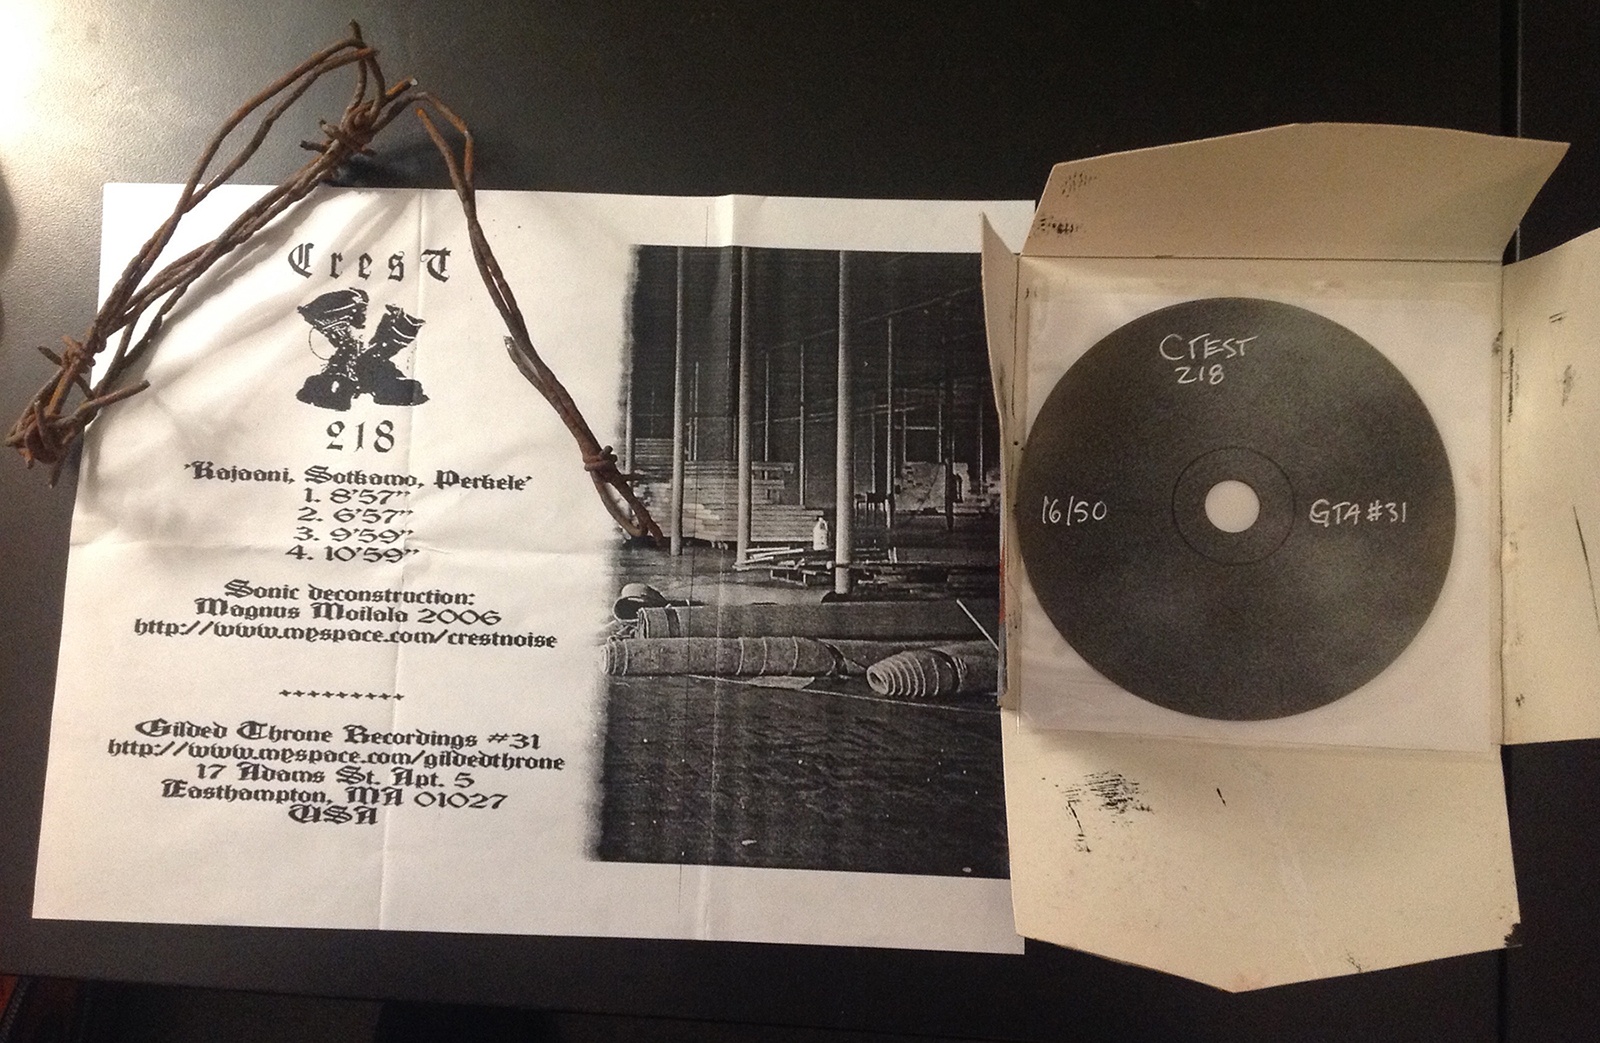 Crest
218
'Kajaani, Sotkamo, Perkele'
1. 8'57"
2. 6'57"
3. 9'59"
4. 10'59"
Sonic deconstruction:
Magnus Moilala 2006
http://www.myspace.com/crestnoise
+++++++++
Gilded Throne Recordings #31
http://www.myspace.com/gildedthrone
17 Adams St. Apt. 5
Easthampton, MA 01027
USA
CrEST
218
16/50
GTA#31